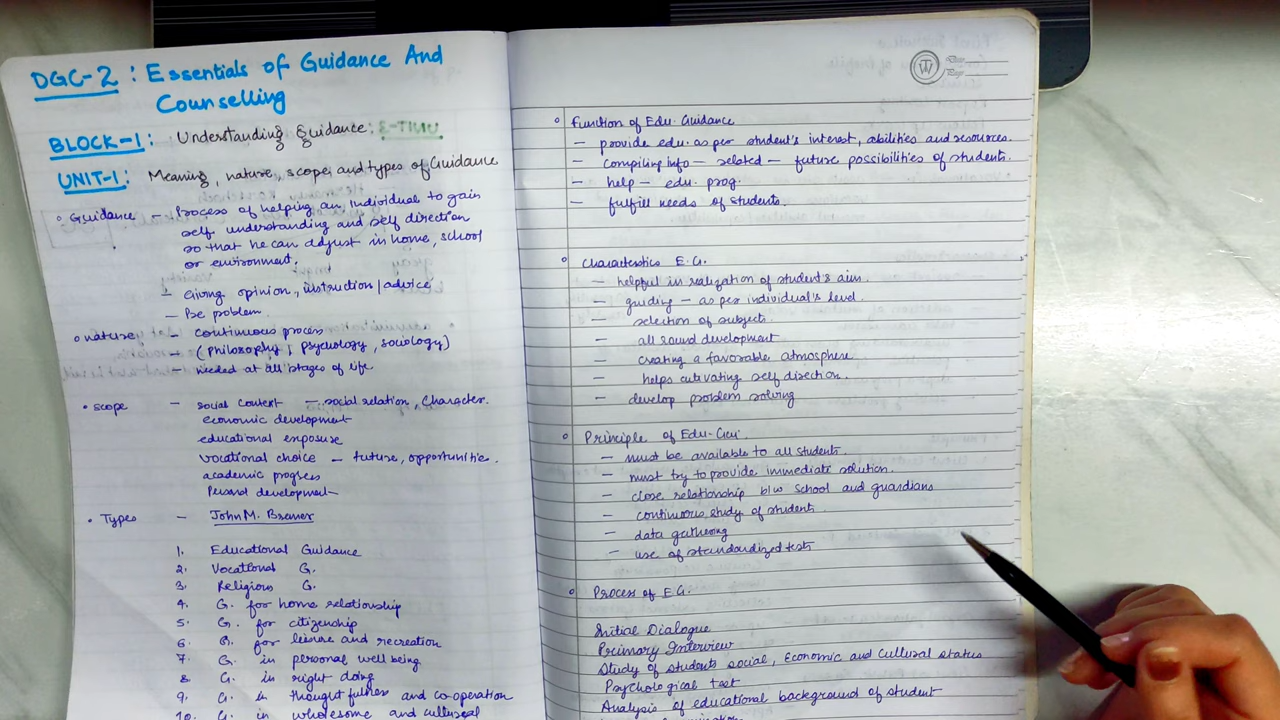 DGC-2 : Essentials of Guidance And
Counselling
BLOCK-1: Understanding Guidance:
UNIT-1: Meaning, nature, scope, and types of Guidance
Guidance - Process of helping an individual to gain
self understanding and self direction
so that he can adjust in home, school
or environment.
- Giving opinion, instruction/advice
- Be problem
nature - continuous process
- (philosophy, psychology, sociology)
- needed at all stages of life
scope - social context - social relation, character.
economic development
educational exposure
vocational choice - future, opportunitie.
academic progress
Personal development
Types - John M. Brewer
1. Educational Guidance
2. Vocational G.
3. Religious G.
4. G. for home relationship
5. G. for citizenship
6. G. for leisure and recreation
7. G. in personal well being
8. G. in right doing
9. G. in thoughtfulness and co-operation
10. G. in wholesome and cultural
Function of Edu. Guidance
- provide edu. as per student's interest, abilities and resources.
- compiling info - related - future possibilities of students.
- help - edu. prog.
- fulfill needs of students.
Characteristics E.G.
- helpful in realization of student's aim.
- guiding - as per individual's level.
- selection of subjects.
- all round development
- creating a favorable atmosphere.
- helps cutivating self direction.
- develop problem solving
Principle of Edu-Gui.
- must be available to all students.
- must try to provide immediate solution.
- close relationship b/w school and guardians
- continuous study of student.
- data gathering
- use of standardized tests
Process of E.G.
Initial Dialogue
Primary Interview
Study of students social, Economic and cultural status
Psychological test
Analysis of educational background of student